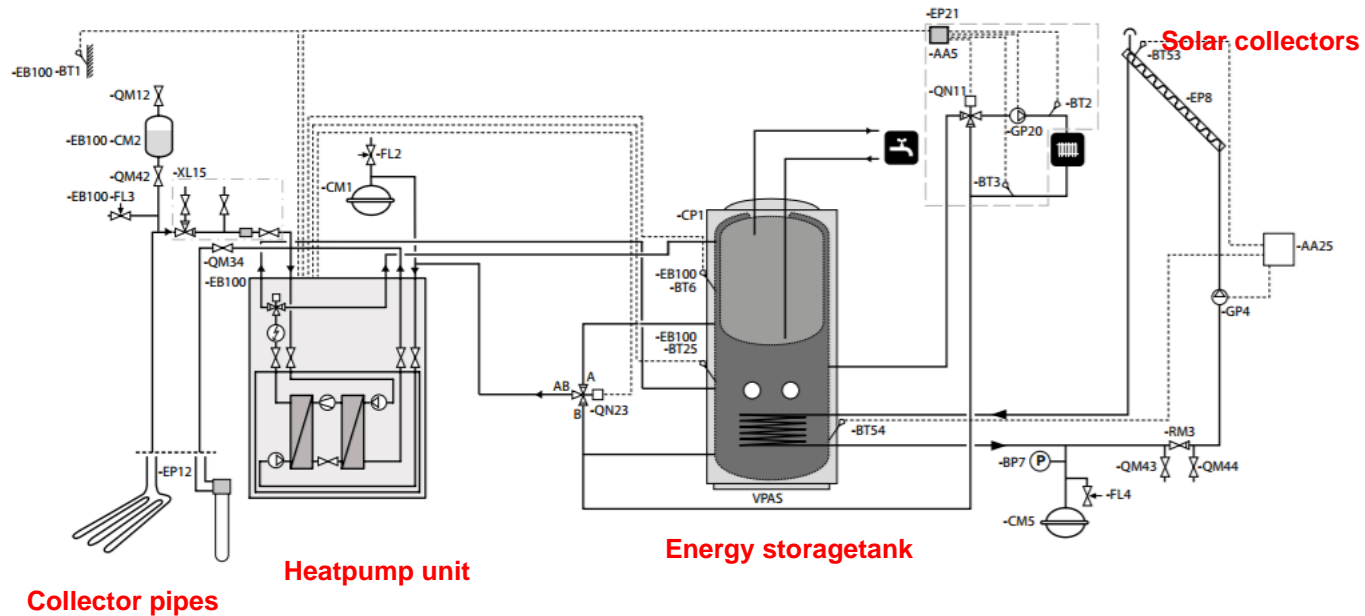 -EP21
Solar collectors
-BT53
-AA5
-EB100 -BT1
-QM12
-QN11
-EP8
-BT2
-GP20
-EB100 -CM2
-FL2
-QM42
-XL15
-CM1
-BT3
-EB100 -FL3
-CP1
-AA25
-QM34
-EB100
-EB100
-BT6
-GP4
-EB100
-BT25
A
AB
B
-QN23
-BT54
-RM3
-BP7
P
-QM43
-QM44
-EP12
VPAS
-FL4
-CM5
Energy storagetank
Heatpump unit
Collector pipes